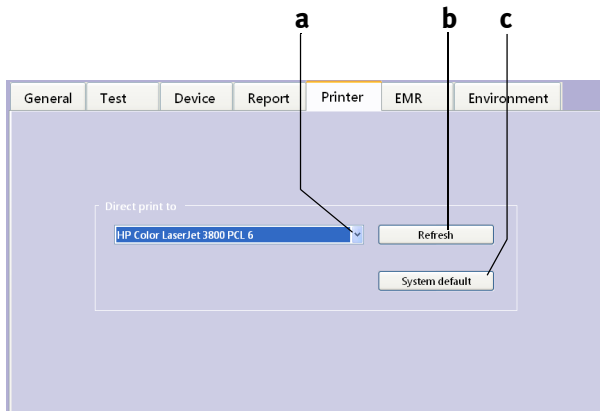 a b c
General Test Device Report Printer EMR Environment
Direct print to
HP Color LaserJet 3800 PCL 6 Refresh
System default